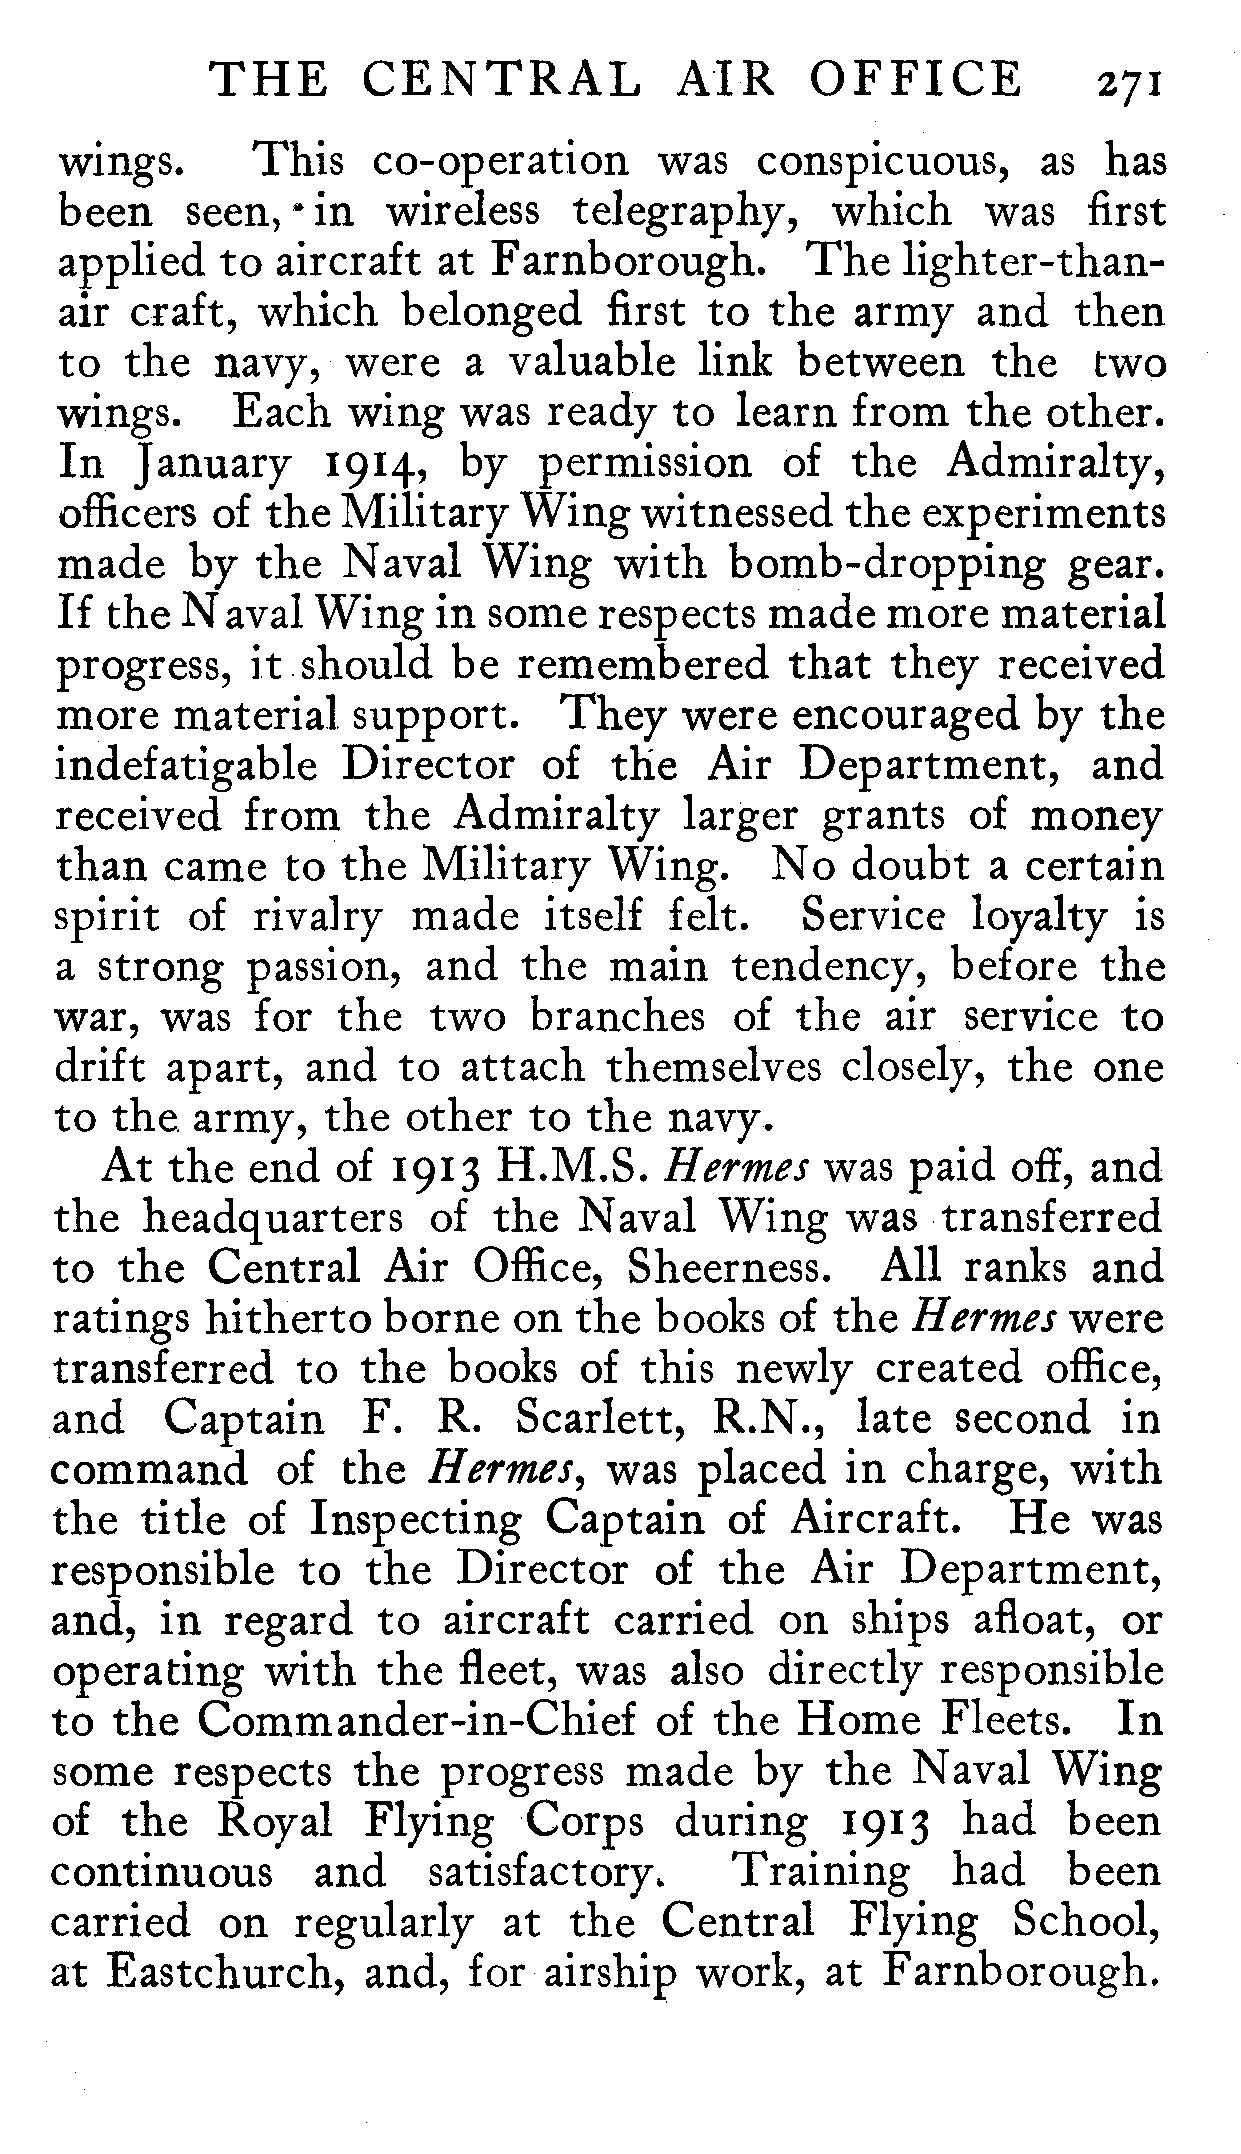 THE CENTRAL AIR OFFICE 271
wings. This co-operation was conspicuous, as has
been seen, in wireless telegraphy, which was first
applied to aircraft at Farnborough. The lighter-than-
air craft, which belonged first to the army and then
to the navy, were a valuable link between the two
wings. Each wing was ready to learn from the other.
In January 1914, by permission of the Admiralty,
officers of the Military Wing witnessed the experiments
made by the Naval Wing with bomb-dropping gear.
If the Naval Wing in some respects made more material
progress, it should be remembered that they received
more material support. They were encouraged by the
indefatigable Director of the Air Department, and
received from the Admiralty larger grants of money
than came to the Military Wing. No doubt a certain
spirit of rivalry made itself felt. Service loyalty is
a strong passion, and the main tendency, before the
war, was for the two branches of the air service to
drift apart, and to attach themselves closely, the one
to the army, the other to the navy.
At the end of 1913 H.M.S. Hermes was paid off, and
the headquarters of the Naval Wing was transferred
to the Central Air Office, Sheerness. All ranks and
ratings hitherto borne on the books of the Hermes were
transferred to the books of this newly created office,
and Captain F. R. Scarlett, R.N., late second in
command of the Hermes, was placed in charge, with
the title of Inspecting Captain of Aircraft. He was
responsible to the Director of the Air Department,
and, in regard to aircraft carried on ships afloat, or
operating with the fleet, was also directly responsible
to the Commander-in-Chief of the Home Fleets. In
some respects the progress made by the Naval Wing
of the Royal Flying Corps during 1913 had been
continuous and satisfactory. Training had been
carried on regularly at the Central Flying School,
at Eastchurch, and, for airship work, at Farnborough.